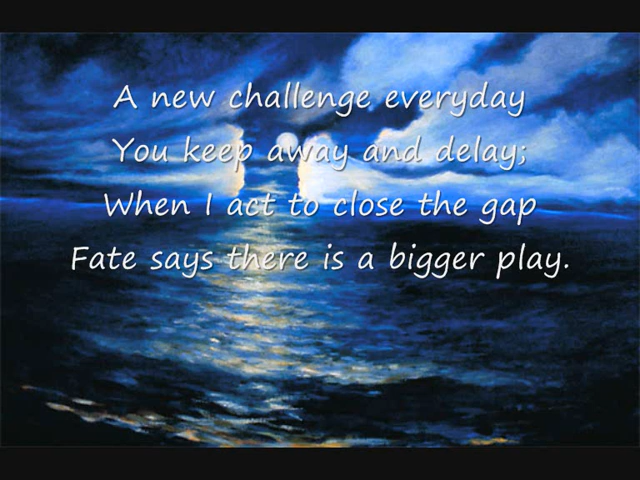 A new challenge everyday
You keep away and delay;
When I act to close the gap
Fate says there is a bigger play.